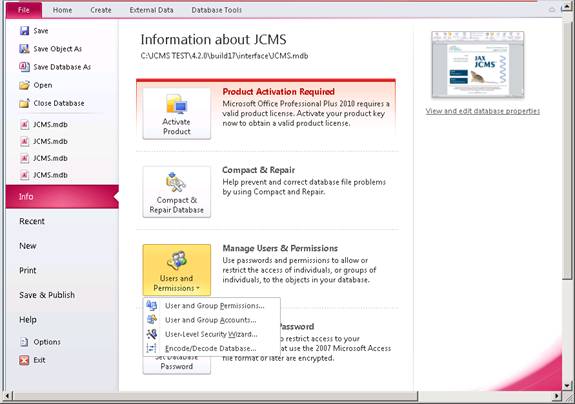 File
Home
Create
External Data
Database Tools
Save
Save Object As
Save Database As
Open
Close Database
JCMS.mdb
JCMS.mdb
JCMS.mdb
JCMS.mdb
Info
Recent
New
Print
Save & Publish
Help
Options
Exit
Information about JCMS
C:\JCMS TEST\4.2.0\build17\interface\JCMS.mdb
Activate
Product
Product Activation Required
Microsoft Office Professional Plus 2010 requires a
valid product license. Activate your product key
now to obtain a valid product license.
Compact &
Repair Database
Compact & Repair
Help prevent and correct database file problems
by using Compact and Repair.
Users and
Permissions
Manage Users & Permissions
Use passwords and permissions to allow or
restrict the access of individuals, or groups of
individuals, to the objects in your database.
User and Group Permissions...
User and Group Accounts...
User-Level Security Wizard...
Encode/Decode Database...
Set Database
Password
Password
restrict access to your
at use the 2007 Microsoft Access
file format or later are encrypted.
JAX
JCMS
View and edit database properties